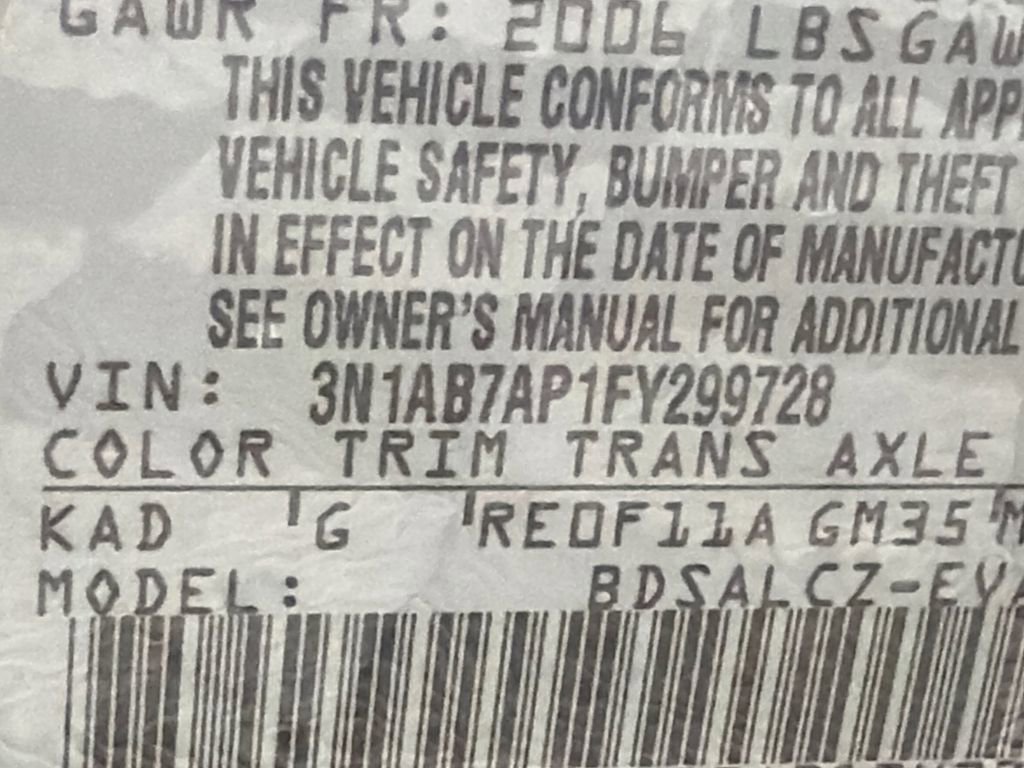 GAWR FR: 2006 LBS GAW
THIS VEHICLE CONFORMS TO ALL APP
VEHICLE SAFETY, BUMPER AND THEFT
IN EFFECT ON THE DATE OF MANUFACTU
SEE OWNER'S MANUAL FOR ADDITIONAL
VIN: 3N1AB7AP1FY299728
COLOR TRIM TRANS AXLE
KAD G RE0F11A GM35 M
MODEL: BDSALCZ-EYA